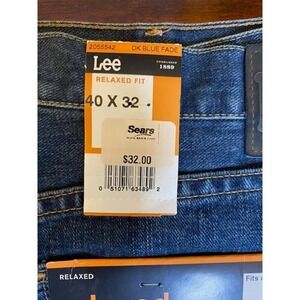 2055542 DK BLUE FADE
Lee
ESTABLISHED
1889
RELAXED FIT
40 X 32
Sears
$32.00
0 51071 63489 2
RELAXED
Fits